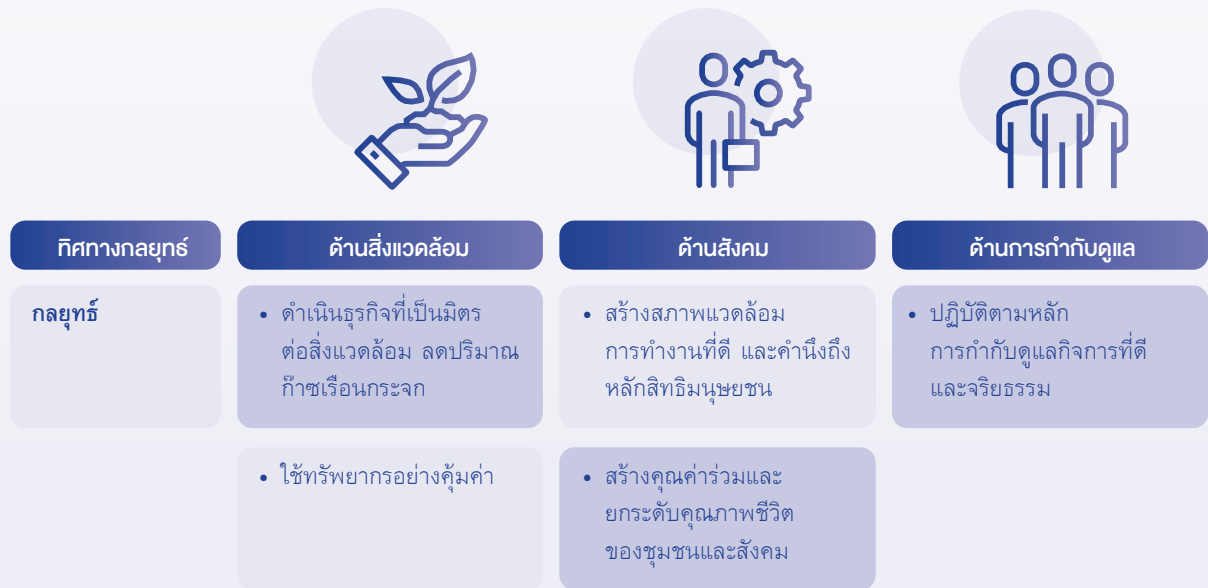 ทิศทางกลยุทธ์
ด้านสิ่งแวดล้อม
ด้านสังคม
ด้านการกำกับดูแล
กลยุทธ์
• ดำเนินธุรกิจที่เป็นมิตร
ต่อสิ่งแวดล้อม ลดปริมาณ
ก๊าซเรือนกระจก
• สร้างสภาพแวดล้อม
การทำงานที่ดี และคำนึงถึง
หลักสิทธิมนุษยชน
• ปฏิบัติตามหลัก
การกำกับดูแลกิจการที่ดี
และจริยธรรม
• ใช้ทรัพยากรอย่างคุ้มค่า
• สร้างคุณค่าร่วมและ
ยกระดับคุณภาพชีวิต
ของชุมชนและสังคม